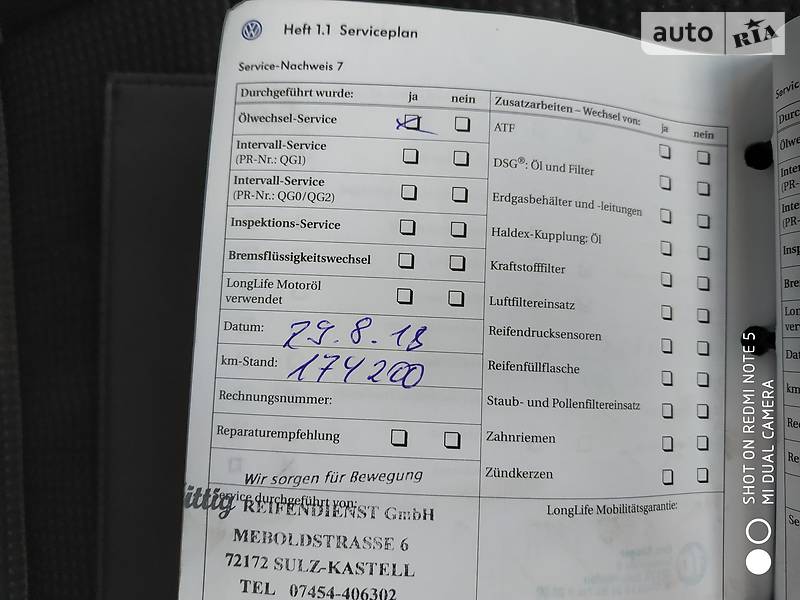 auto RIA
Heft 1.1 Serviceplan
Service-Nachweis 7
Durchgeführt wurde: ja nein
Ölwechsel-Service
Intervall-Service
(PR-Nr.: QG1)
Intervall-Service
(PR-Nr.: QG0/QG2)
Inspektions-Service
Bremsflüssigkeitswechsel
LongLife Motoröl
verwendet
Datum: 29.8.18
km-Stand: 174200
Rechnungsnummer:
Reparaturempfehlung
Wir sorgen für Bewegung
Service durchgeführt von:
ittig REIFENDIENST GmbH
MEBOLDSTRASSE 6
72172 SULZ-KASTELL
TEL 07454-406302
Zusatzarbeiten – Wechsel von: ja nein
ATF
DSG®: Öl und Filter
Erdgasbehälter und -leitungen
Haldex-Kupplung: Öl
Kraftstofffilter
Luftfiltereinsatz
Reifendrucksensoren
Reifenfüllflasche
Staub- und Pollenfiltereinsatz
Zahnriemen
Zündkerzen
LongLife Mobilitätsgarantie:
SHOT ON REDMI NOTE 5
MI DUAL CAMERA